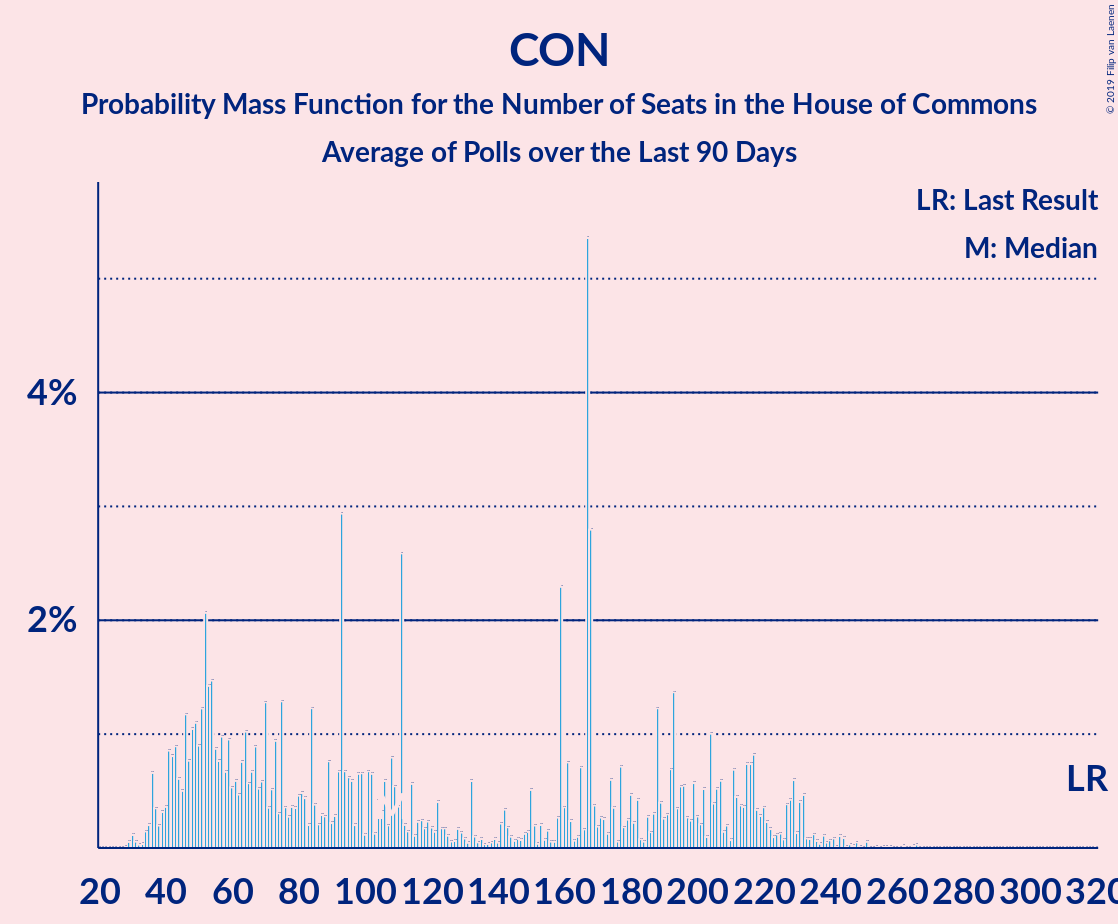 CON
Probability Mass Function for the Number of Seats in the House of Commons
Average of Polls over the Last 90 Days
© 2019 Filip van Laenen
LR: Last Result
M: Median
4%
2%
LR
20 40 60 80 100 120 140 160 180 200 220 240 260 280 300 320